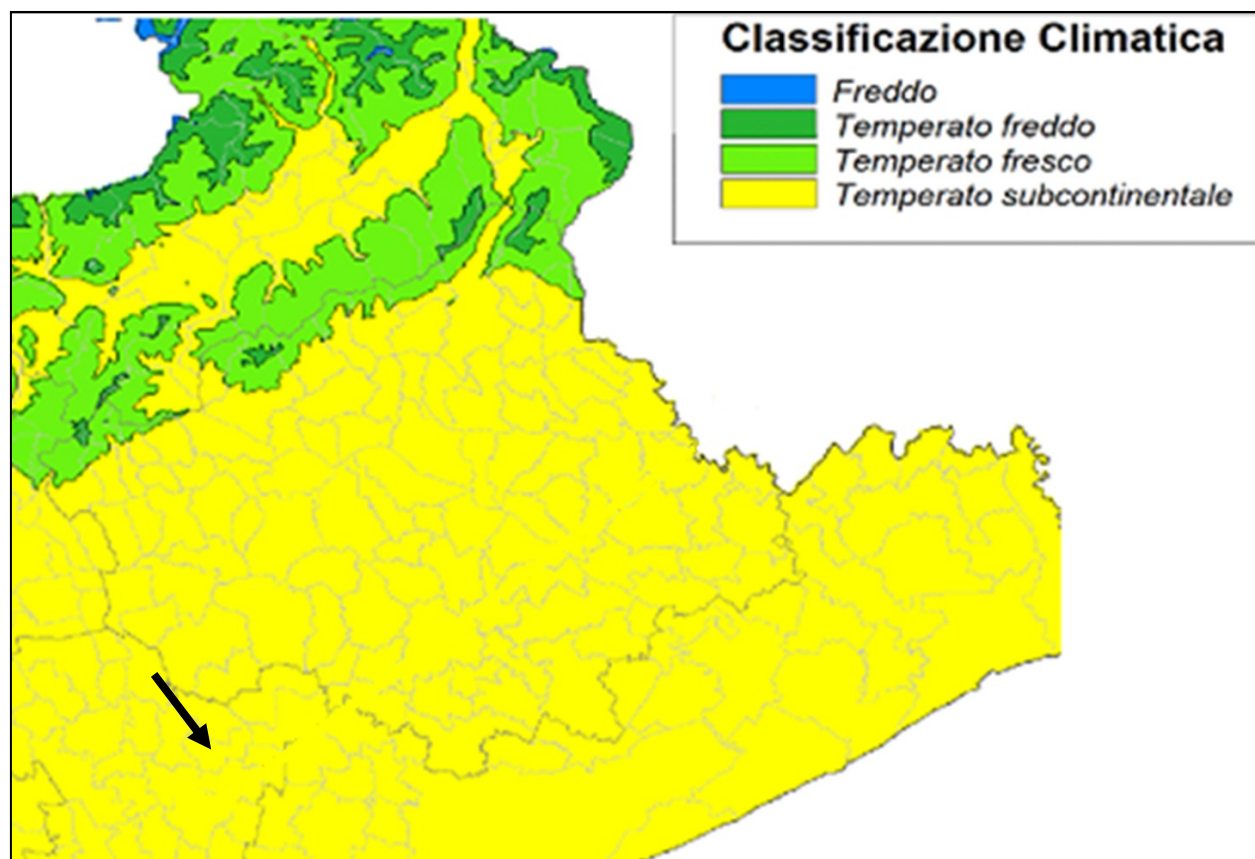 Classificazione Climatica
Freddo
Temperato freddo
Temperato fresco
Temperato subcontinentale